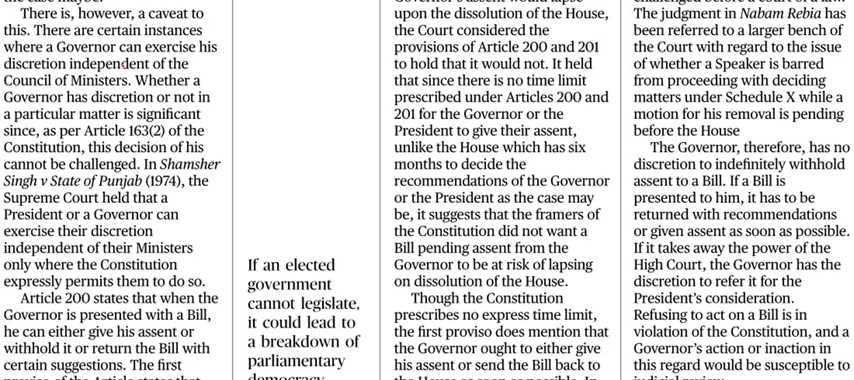 There is, however, a caveat to
this. There are certain instances
where a Governor can exercise his
discretion independent of the
Council of Ministers. Whether a
Governor has discretion or not in
a particular matter is significant
since, as per Article 163(2) of the
Constitution, this decision of his
cannot be challenged. In Shamsher
Singh v State of Punjab (1974), the
Supreme Court held that a
President or a Governor can
exercise their discretion
independent of their Ministers
only where the Constitution
expressly permits them to do so.
Article 200 states that when the
Governor is presented with a Bill,
he can either give his assent or
withhold it or return the Bill with
certain suggestions. The first
If an elected
government
cannot legislate,
it could lead to
a breakdown of
parliamentary
democracy
upon the dissolution of the House,
the Court considered the
provisions of Article 200 and 201
to hold that it would not. It held
that since there is no time limit
prescribed under Articles 200 and
201 for the Governor or the
President to give their assent,
unlike the House which has six
months to decide the
recommendations of the Governor
or the President as the case may
be, it suggests that the framers of
the Constitution did not want a
Bill pending assent from the
Governor to be at risk of lapsing
on dissolution of the House.
Though the Constitution
prescribes no express time limit,
the first proviso does mention that
the Governor ought to either give
his assent or send the Bill back to
The judgment in Nabam Rebia has
been referred to a larger bench of
the Court with regard to the issue
of whether a Speaker is barred
from proceeding with deciding
matters under Schedule X while a
motion for his removal is pending
before the House
The Governor, therefore, has no
discretion to indefinitely withhold
assent to a Bill. If a Bill is
presented to him, it has to be
returned with recommendations
or given assent as soon as possible.
If it takes away the power of the
High Court, the Governor has the
discretion to refer it for the
President's consideration.
Refusing to act on a Bill is in
violation of the Constitution, and a
Governor's action or inaction in
this regard would be susceptible to